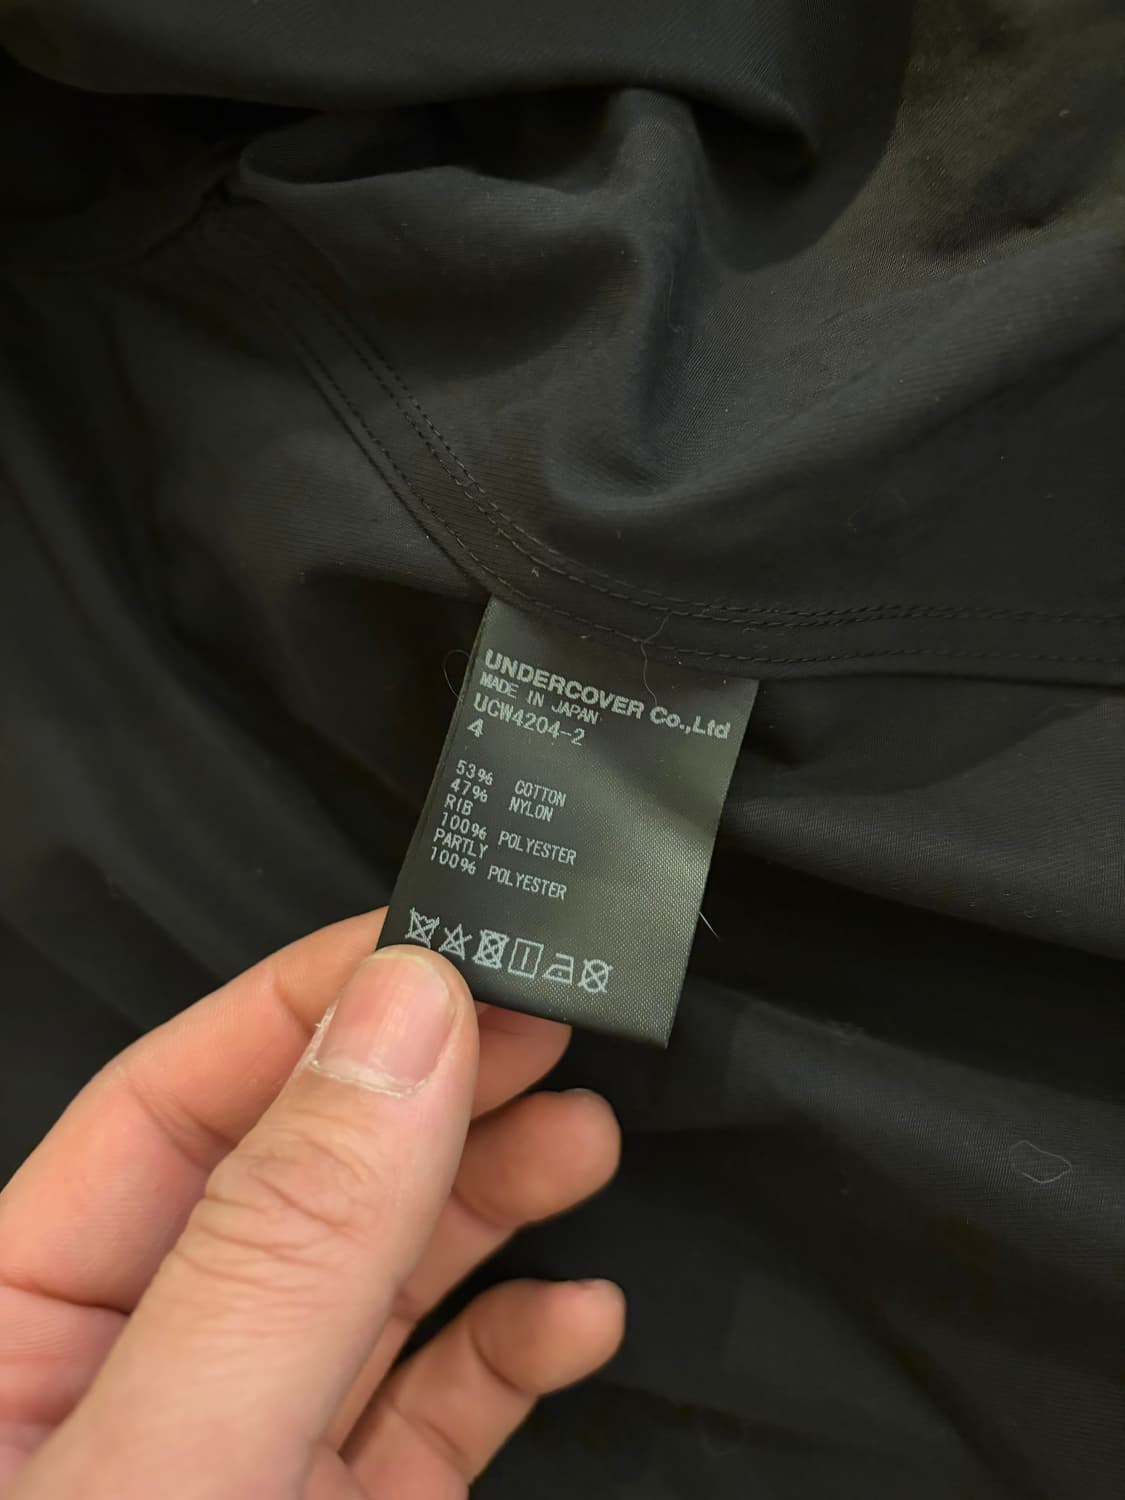 UNDERCOVER Co.,Ltd
MADE IN JAPAN
UCW4204-2
4
53% COTTON
47% NYLON
RIB
100% POLYESTER
PARTLY
100% POLYESTER